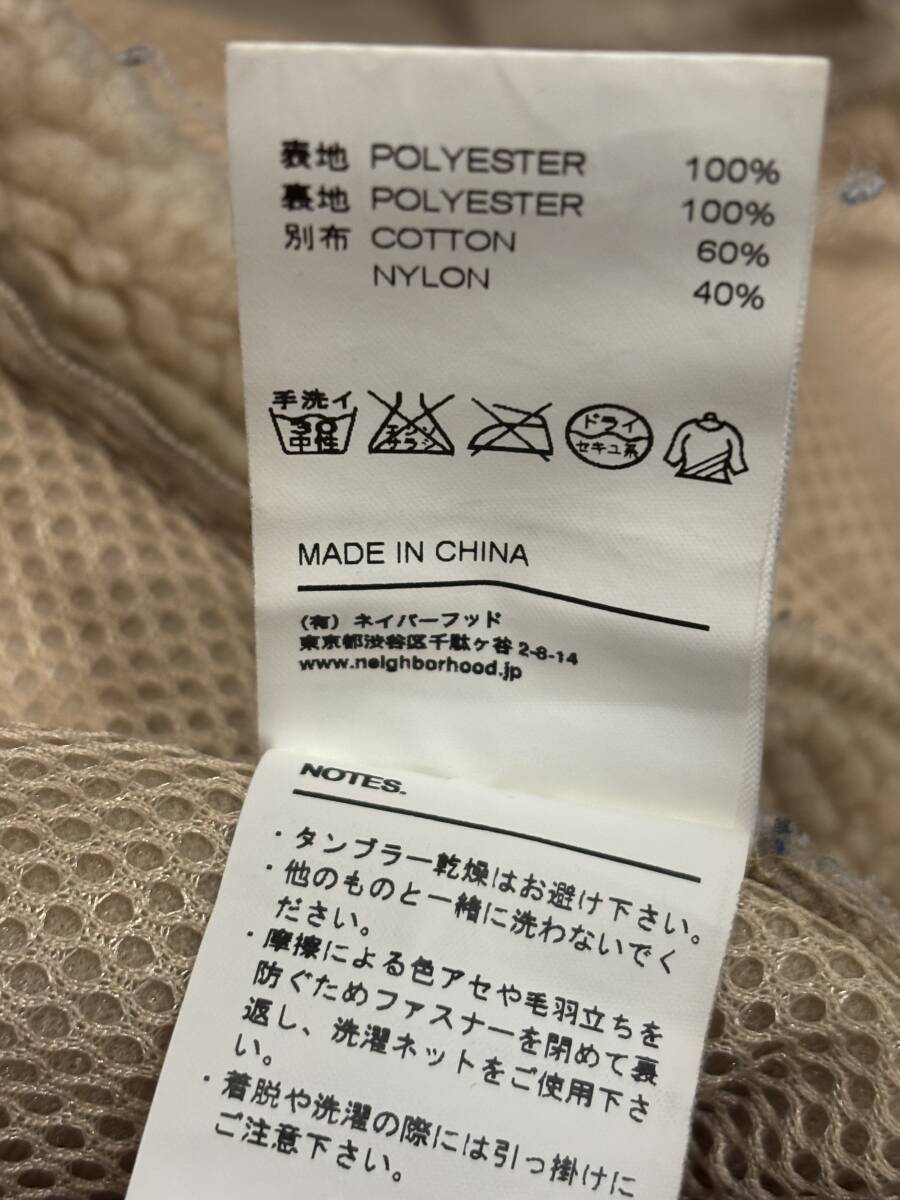 表地 POLYESTER 100%
裏地 POLYESTER 100%
別布 COTTON 60%
NYLON 40%
手洗イ
30
中性
エンソ
サラシ
ドライ
セキユ系
MADE IN CHINA
(有) ネイバーフッド
東京都渋谷区千駄ヶ谷 2-8-14
www.neighborhood.jp
NOTES.
・タンブラー乾燥はお避け下さい。
・他のものと一緒に洗わないでく
ださい。
・摩擦による色アセや毛羽立ちを
防ぐためファスナーを閉めて裏
返し、洗濯ネットをご使用下さ
い。
・着脱や洗濯の際には引っ掛けに
ご注意下さい。